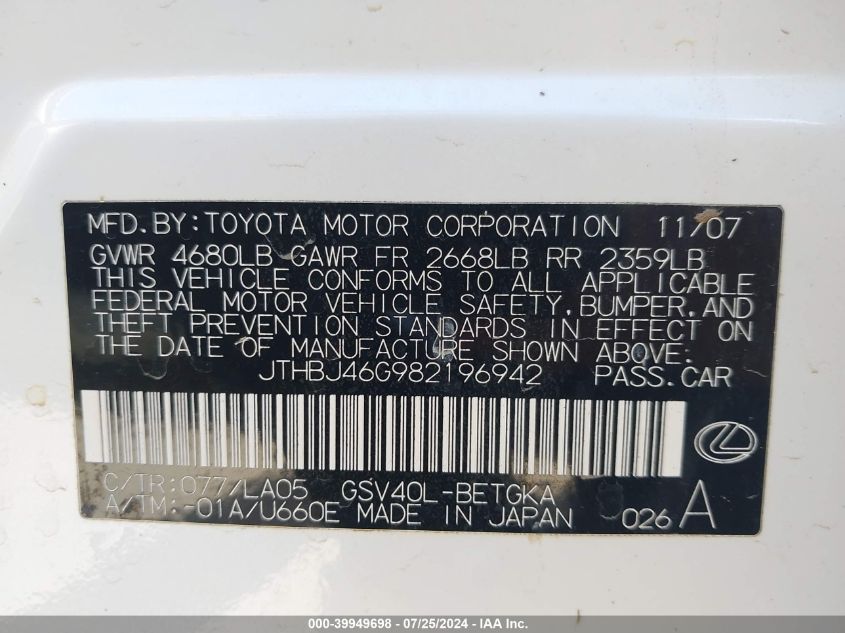 MFD.BY:TOYOTA MOTOR CORPORATION 11/07
GVWR 4680LB GAWR FR 2668LB RR 2359LB
THIS VEHICLE CONFORMS TO ALL APPLICABLE
FEDERAL MOTOR VEHICLE SAFETY,BUMPER,AND
THEFT PREVENTION STANDARDS IN EFFECT ON
THE DATE OF MANUFACTURE SHOWN ABOVE.
JTHBJ46G982196942 PASS.CAR
C/TR:077/LA05 GSV40L-BETGKA
A/TM:-01A/U660E MADE IN JAPAN 026 A
000-39949698 - 07/25/2024 - IAA Inc.